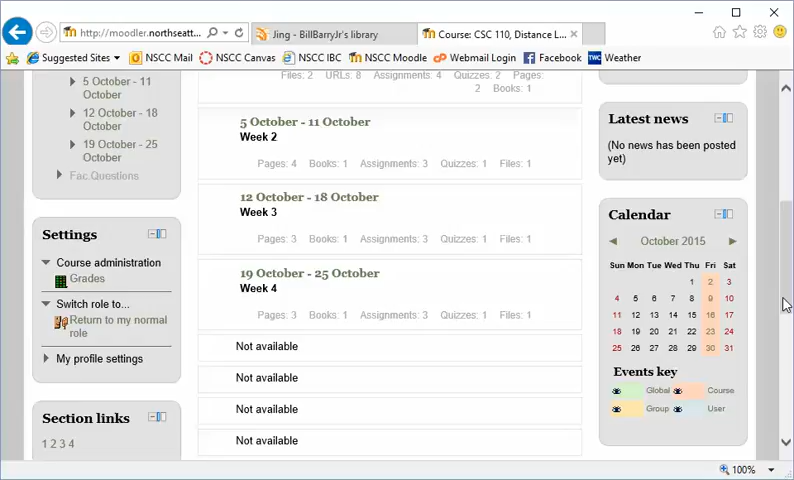 http://moodler.northseatt...
Jing - BillBarryJr's library
Course: CSC 110, Distance L...
Suggested Sites
NSCC Mail
NSCC Canvas
NSCC IBC
NSCC Moodle
Webmail Login
Facebook
Weather
5 October - 11
October
12 October - 18
October
19 October - 25
October
Fac.Questions
Settings
Course administration
Grades
Switch role to...
Return to my normal
role
My profile settings
Section links
1 2 3 4
Files: 2 URLs: 8 Assignments: 4 Quizzes: 2 Pages:
2 Books: 1
5 October - 11 October
Week 2
Pages: 4 Books: 1 Assignments: 3 Quizzes: 1 Files: 1
12 October - 18 October
Week 3
Pages: 3 Books: 1 Assignments: 3 Quizzes: 1 Files: 1
19 October - 25 October
Week 4
Pages: 3 Books: 1 Assignments: 3 Quizzes: 1 Files: 1
Not available
Not available
Not available
Not available
Latest news
(No news has been posted
yet)
Calendar
October 2015
Sun Mon Tue Wed Thu Fri Sat
1 2 3
4 5 6 7 8 9 10
11 12 13 14 15 16 17
18 19 20 21 22 23 24
25 26 27 28 29 30 31
Events key
Global Course
Group User
100%